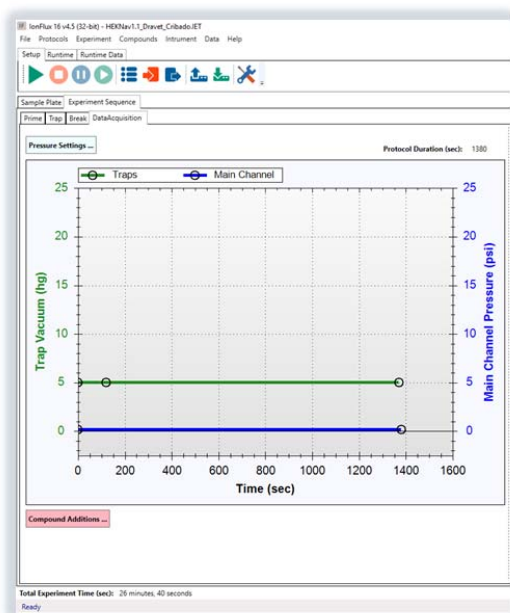 IonFlux 16 v4.5 (32-bit) - HEKNav1.1_Dravet_Cribado.IET
File Protocols Experiment Compounds Intrument Data Help
Setup Runtime Runtime Data
Sample Plate Experiment Sequence
Prime Trap Break DataAcquisition
Pressure Settings ...
Protocol Duration (sec): 1380
Traps Main Channel
25 25
20 20
15 15
10 10
5 5
0 0
Trap Vacuum (hg)
Main Channel Pressure (psi)
0 200 400 600 800 1000 1200 1400 1600
Time (sec)
Compound Additions ...
Total Experiment Time (sec): 26 minutes, 40 seconds
Ready